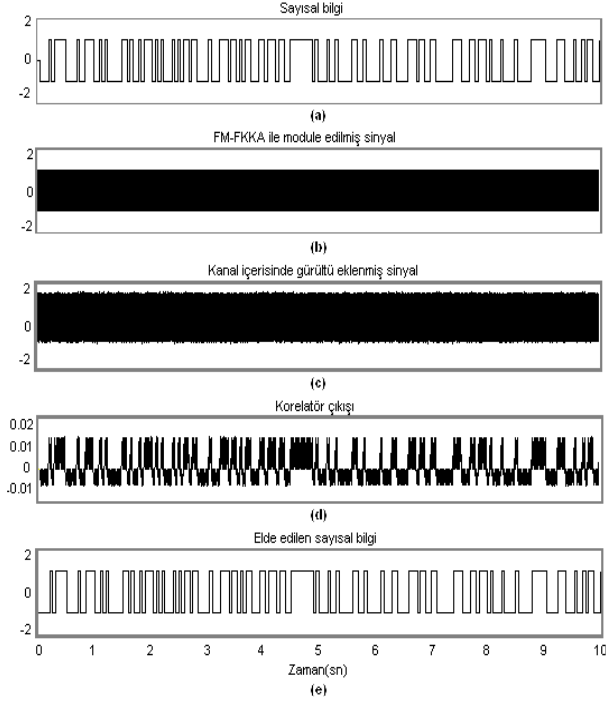 Sayısal bilgi
2
0
-2
(a)
FM-FKKA ile module edilmiş sinyal
2
0
-2
(b)
Kanal içerisinde gürültü eklenmiş sinyal
2
0
-2
(c)
Korelatör çıkışı
0.02
0.01
0
-0.01
(d)
Elde edilen sayısal bilgi
2
0
-2
0 1 2 3 4 5 6 7 8 9 10
Zaman(sn)
(e)